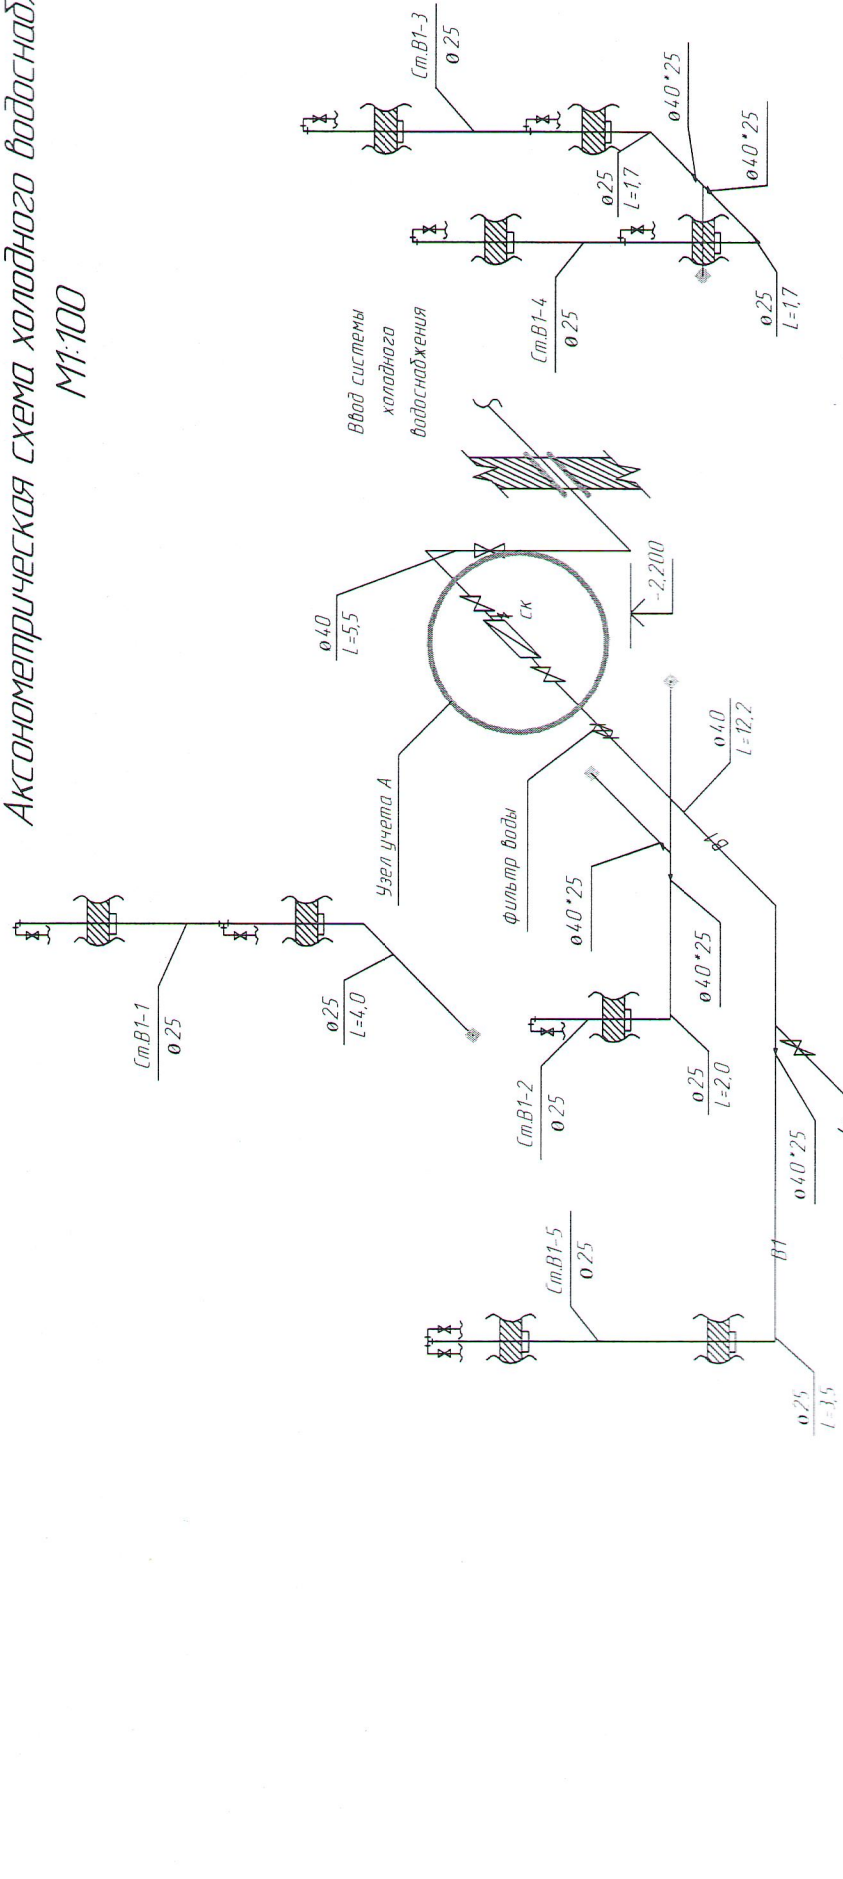 Аксонометрическая схема холодного водоснаб
М1:100
Ст.В1-3
ø25
ø40*25
ø40*25
ø25
L=1,7
Ст.В1-4
ø25
ø25
L=1,7
Ввод системы
холодного
водоснабжения
ø40
L=5,5
СК
-2,200
Узел учета А
фильтр воды
ø40
L=12,2
В1
ø40*25
ø40*25
Ст.В1-1
ø25
ø25
L=4,0
Ст.В1-2
ø25
ø25
L=2,0
ø40*25
Ст.В1-5
ø25
В1
ø25
L=3,5